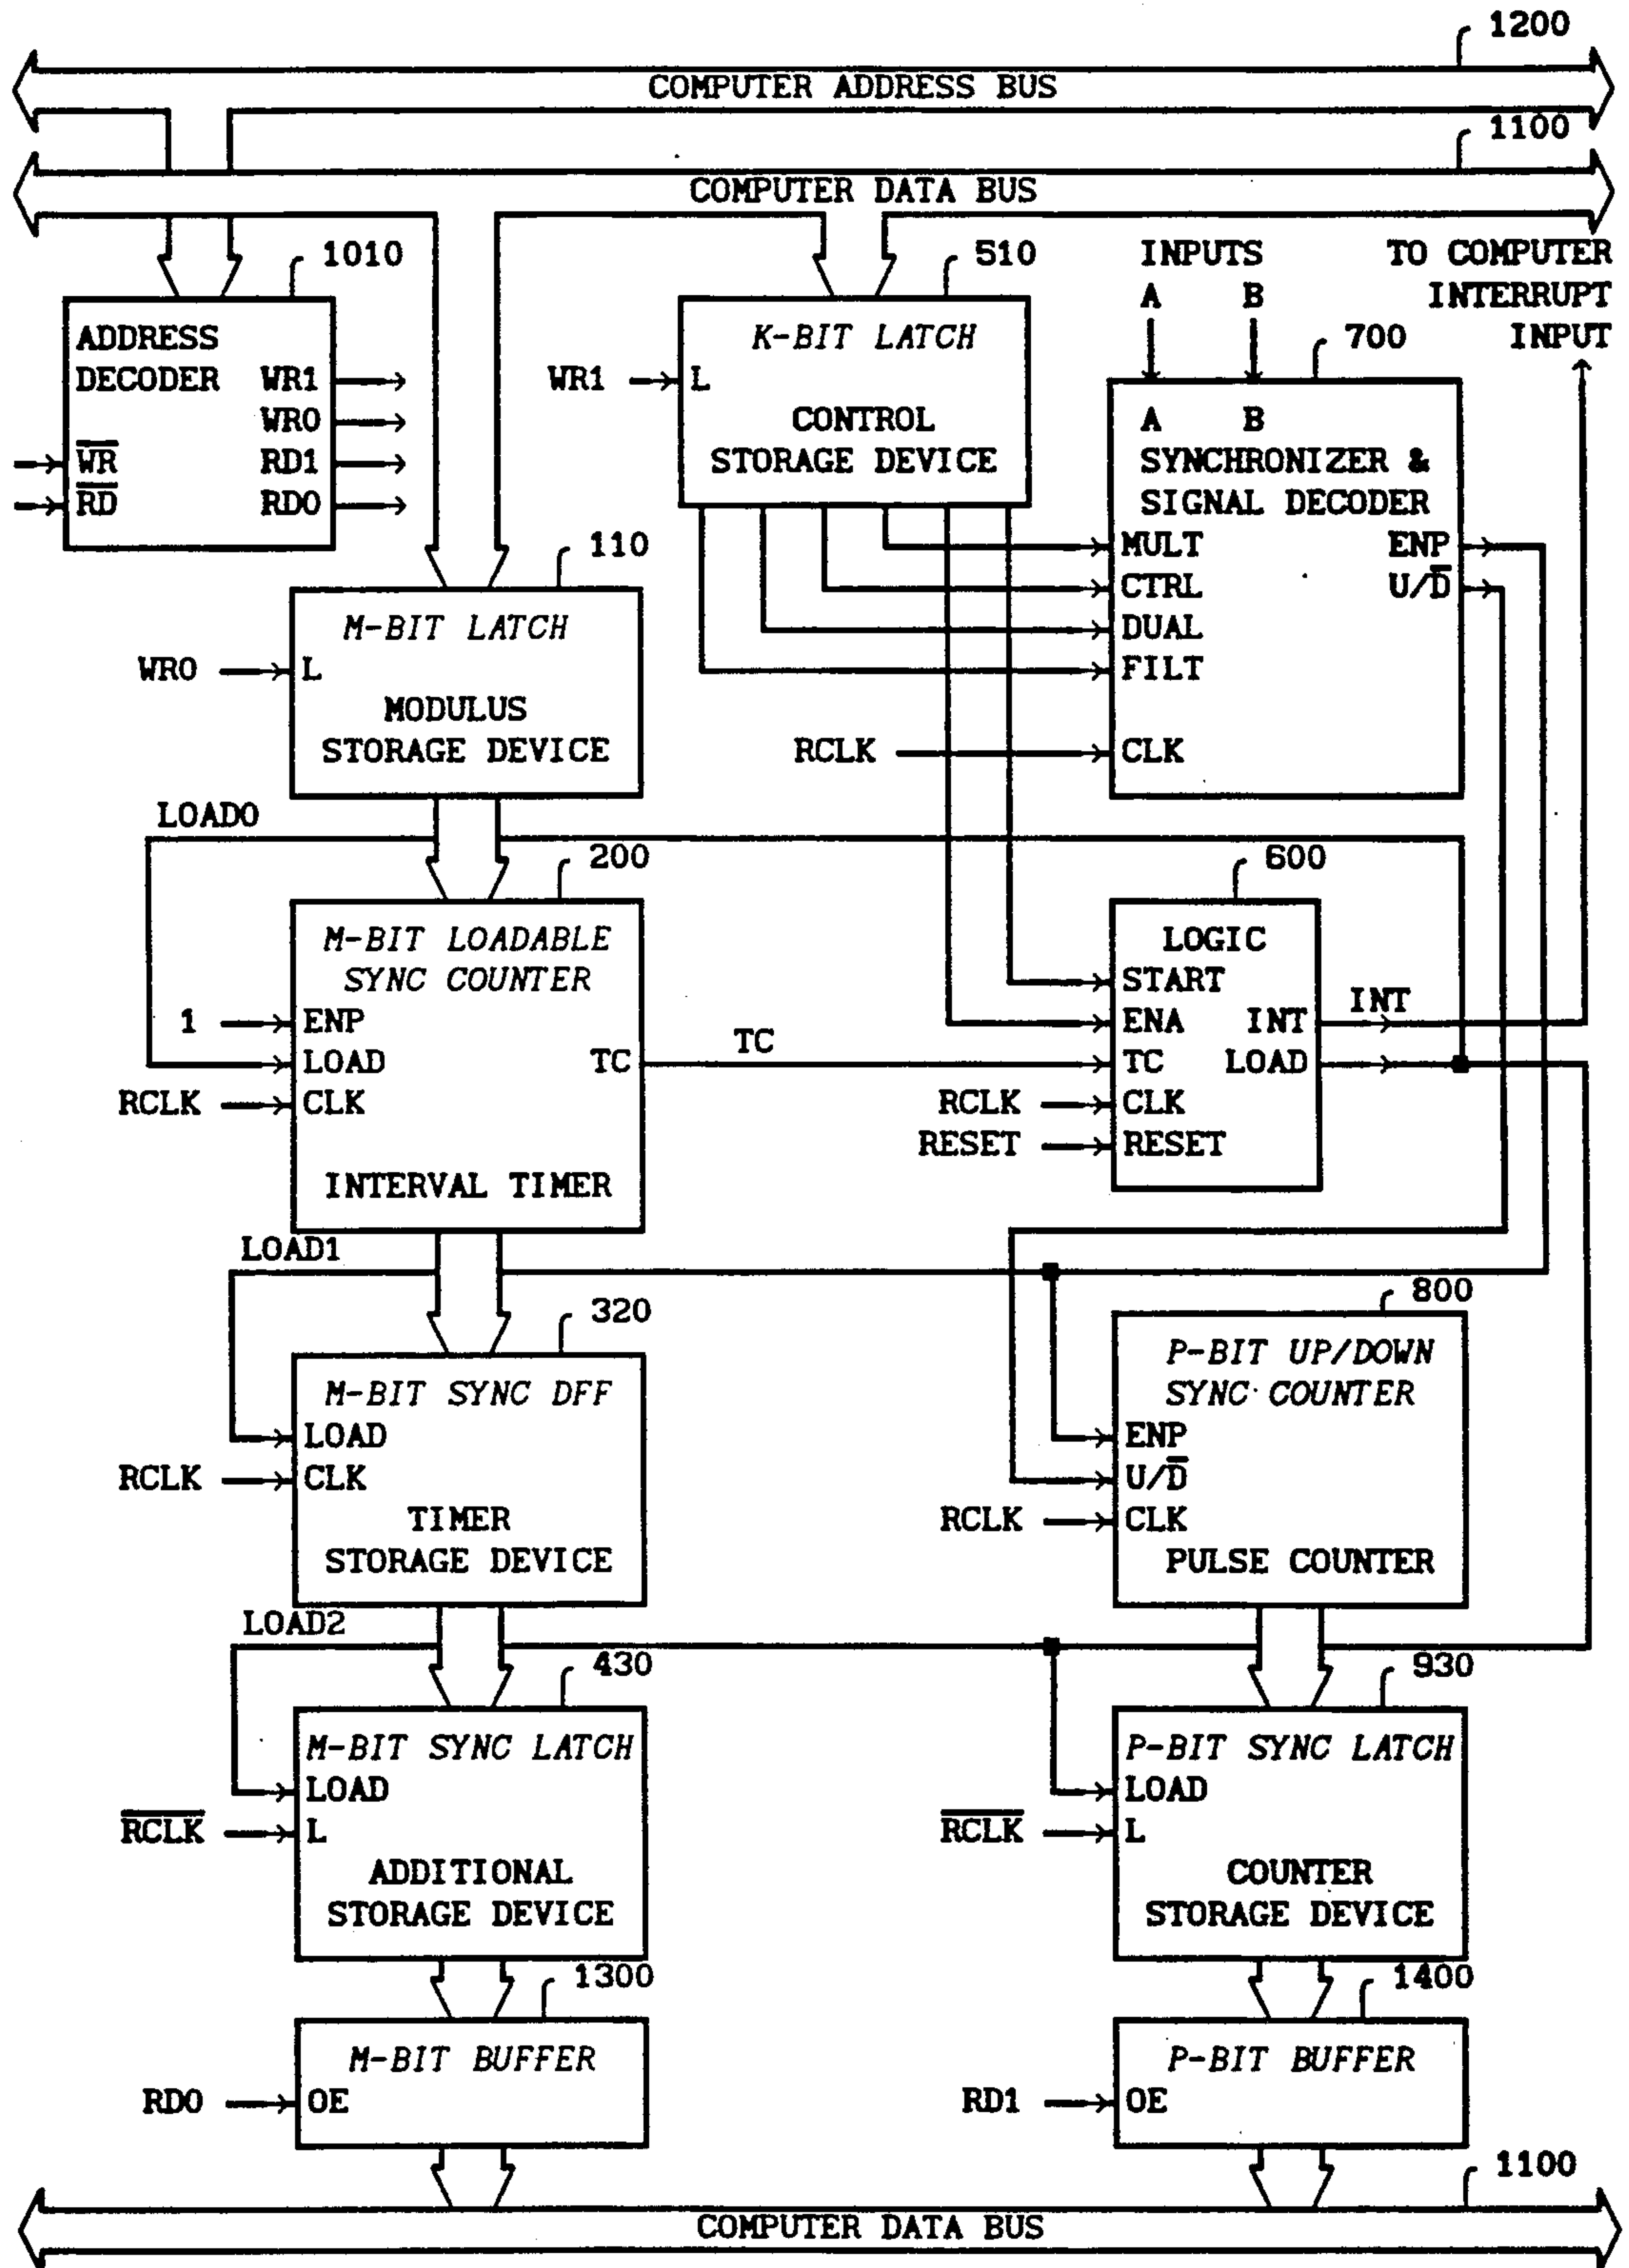 1200
COMPUTER ADDRESS BUS
1100
COMPUTER DATA BUS
1010
ADDRESS
DECODER
WR1
WR0
W̅R̅
RD1
R̅D̅
RD0
510
K-BIT LATCH
WR1
L
CONTROL
STORAGE DEVICE
INPUTS
A B
TO COMPUTER
INTERRUPT
INPUT
700
A B
SYNCHRONIZER &
SIGNAL DECODER
MULT
ENP
CTRL
U/D̅
DUAL
FILT
RCLK
CLK
110
M-BIT LATCH
WR0
L
MODULUS
STORAGE DEVICE
LOAD0
200
M-BIT LOADABLE
SYNC COUNTER
1
ENP
LOAD
TC
RCLK
CLK
INTERVAL TIMER
TC
600
LOGIC
START
ENA
INT
INT
TC
LOAD
RCLK
CLK
RESET
RESET
LOAD1
320
M-BIT SYNC DFF
LOAD
RCLK
CLK
TIMER
STORAGE DEVICE
800
P-BIT UP/DOWN
SYNC COUNTER
ENP
U/D̅
RCLK
CLK
PULSE COUNTER
LOAD2
430
M-BIT SYNC LATCH
LOAD
R̅C̅L̅K̅
L
ADDITIONAL
STORAGE DEVICE
930
P-BIT SYNC LATCH
LOAD
R̅C̅L̅K̅
L
COUNTER
STORAGE DEVICE
1300
M-BIT BUFFER
RD0
OE
1400
P-BIT BUFFER
RD1
OE
1100
COMPUTER DATA BUS